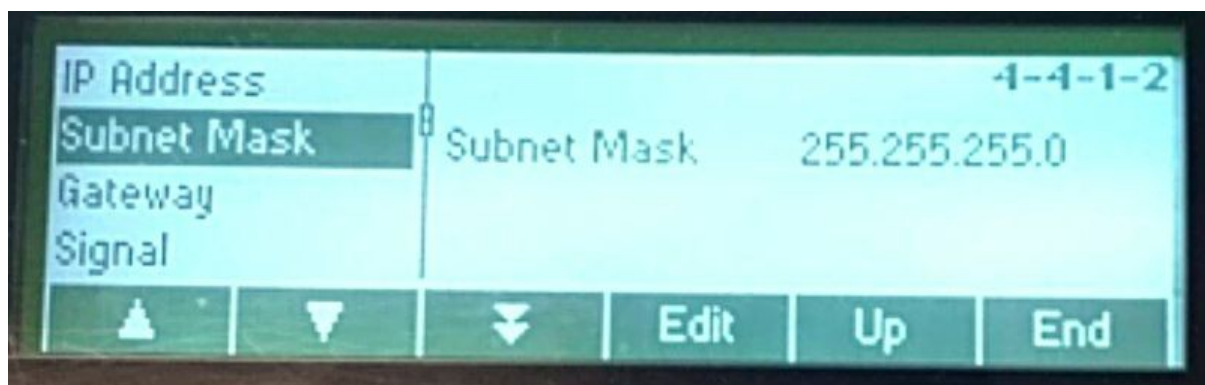 IP Address
4-4-1-2
Subnet Mask
Subnet Mask 255.255.255.0
Gateway
Signal
Edit Up End